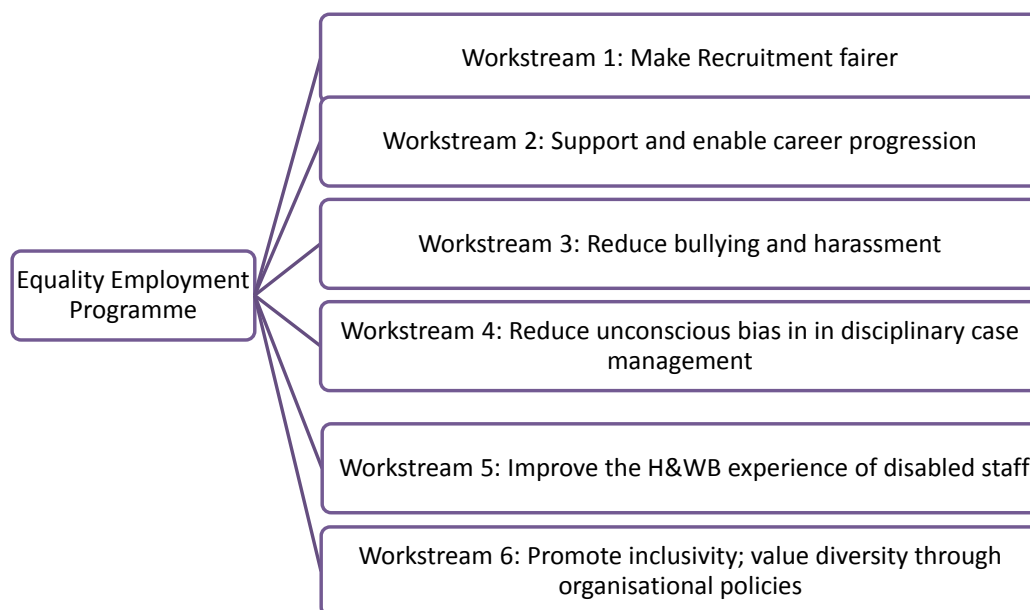 Workstream 1: Make Recruitment fairer
Workstream 2: Support and enable career progression
Workstream 3: Reduce bullying and harassment
Equality Employment
Programme
Workstream 4: Reduce unconscious bias in in disciplinary case
management
Workstream 5: Improve the H&WB experience of disabled staff
Workstream 6: Promote inclusivity; value diversity through
organisational policies